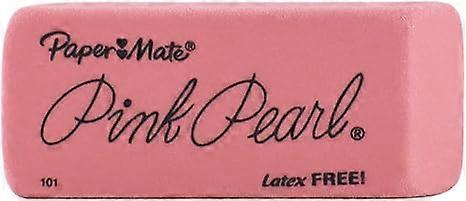 Paper Mate®
Pink Pearl®
101 Latex FREE!